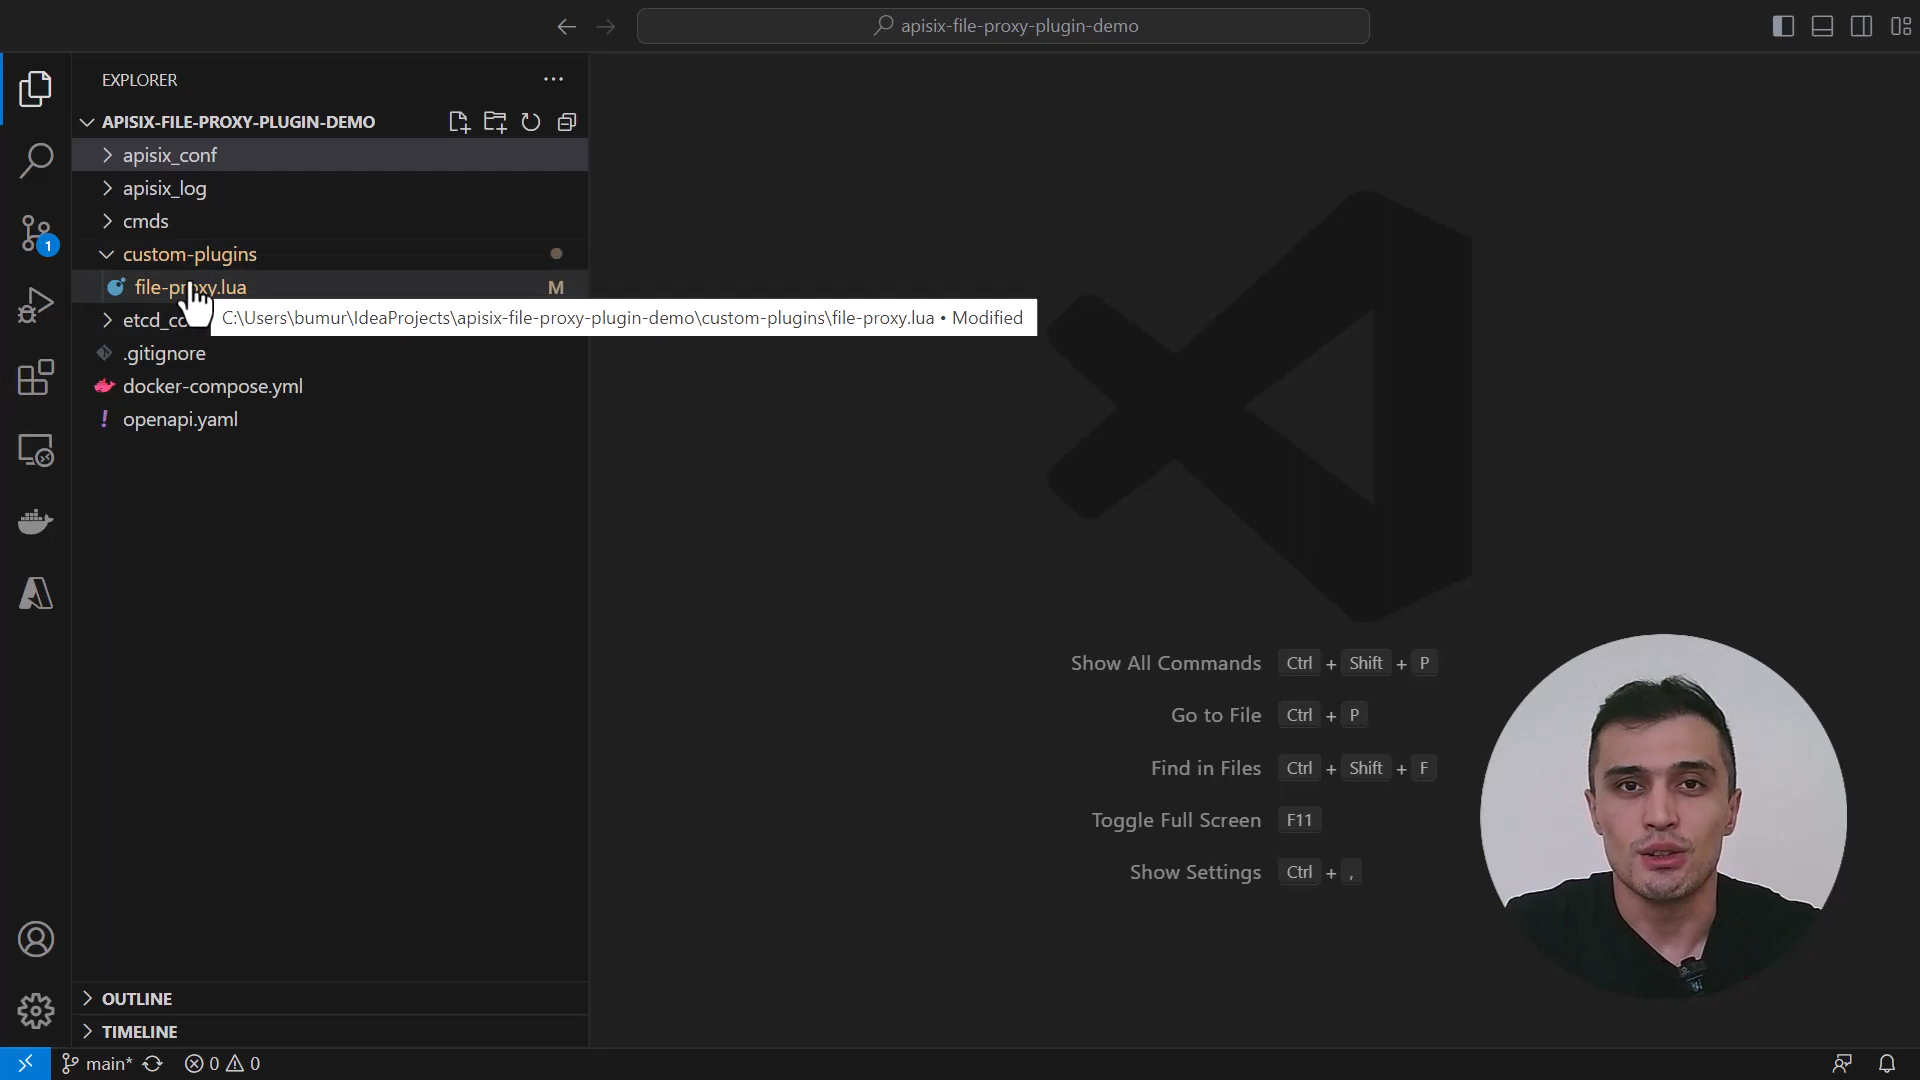 apisix-file-proxy-plugin-demo
EXPLORER
APISIX-FILE-PROXY-PLUGIN-DEMO
apisix_conf
apisix_log
cmds
1
custom-plugins
file-proxy.lua M
etcd_co
C:\Users\bumur\IdeaProjects\apisix-file-proxy-plugin-demo\custom-plugins\file-proxy.lua • Modified
.gitignore
docker-compose.yml
! openapi.yaml
Show All Commands Ctrl + Shift + P
Go to File Ctrl + P
Find in Files Ctrl + Shift + F
Toggle Full Screen F11
Show Settings Ctrl + ,
OUTLINE
TIMELINE
main* 0 0